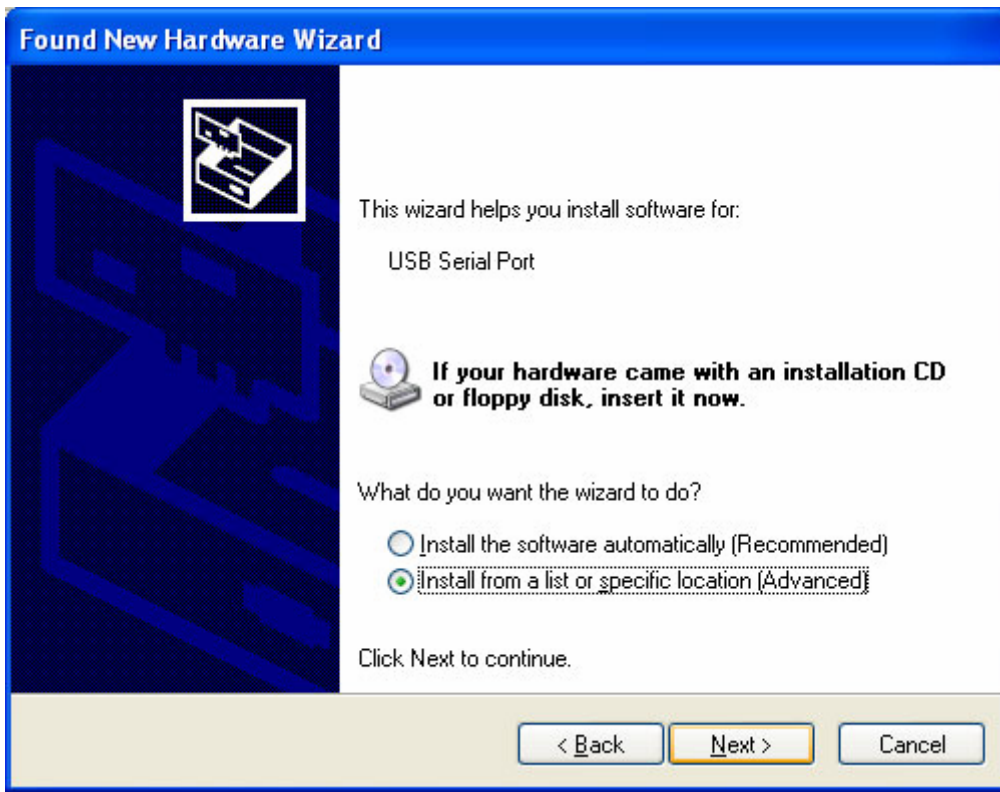 Found New Hardware Wizard
This wizard helps you install software for:
USB Serial Port
If your hardware came with an installation CD
or floppy disk, insert it now.
What do you want the wizard to do?
Install the software automatically (Recommended)
Install from a list or specific location (Advanced)
Click Next to continue.
< Back
Next >
Cancel